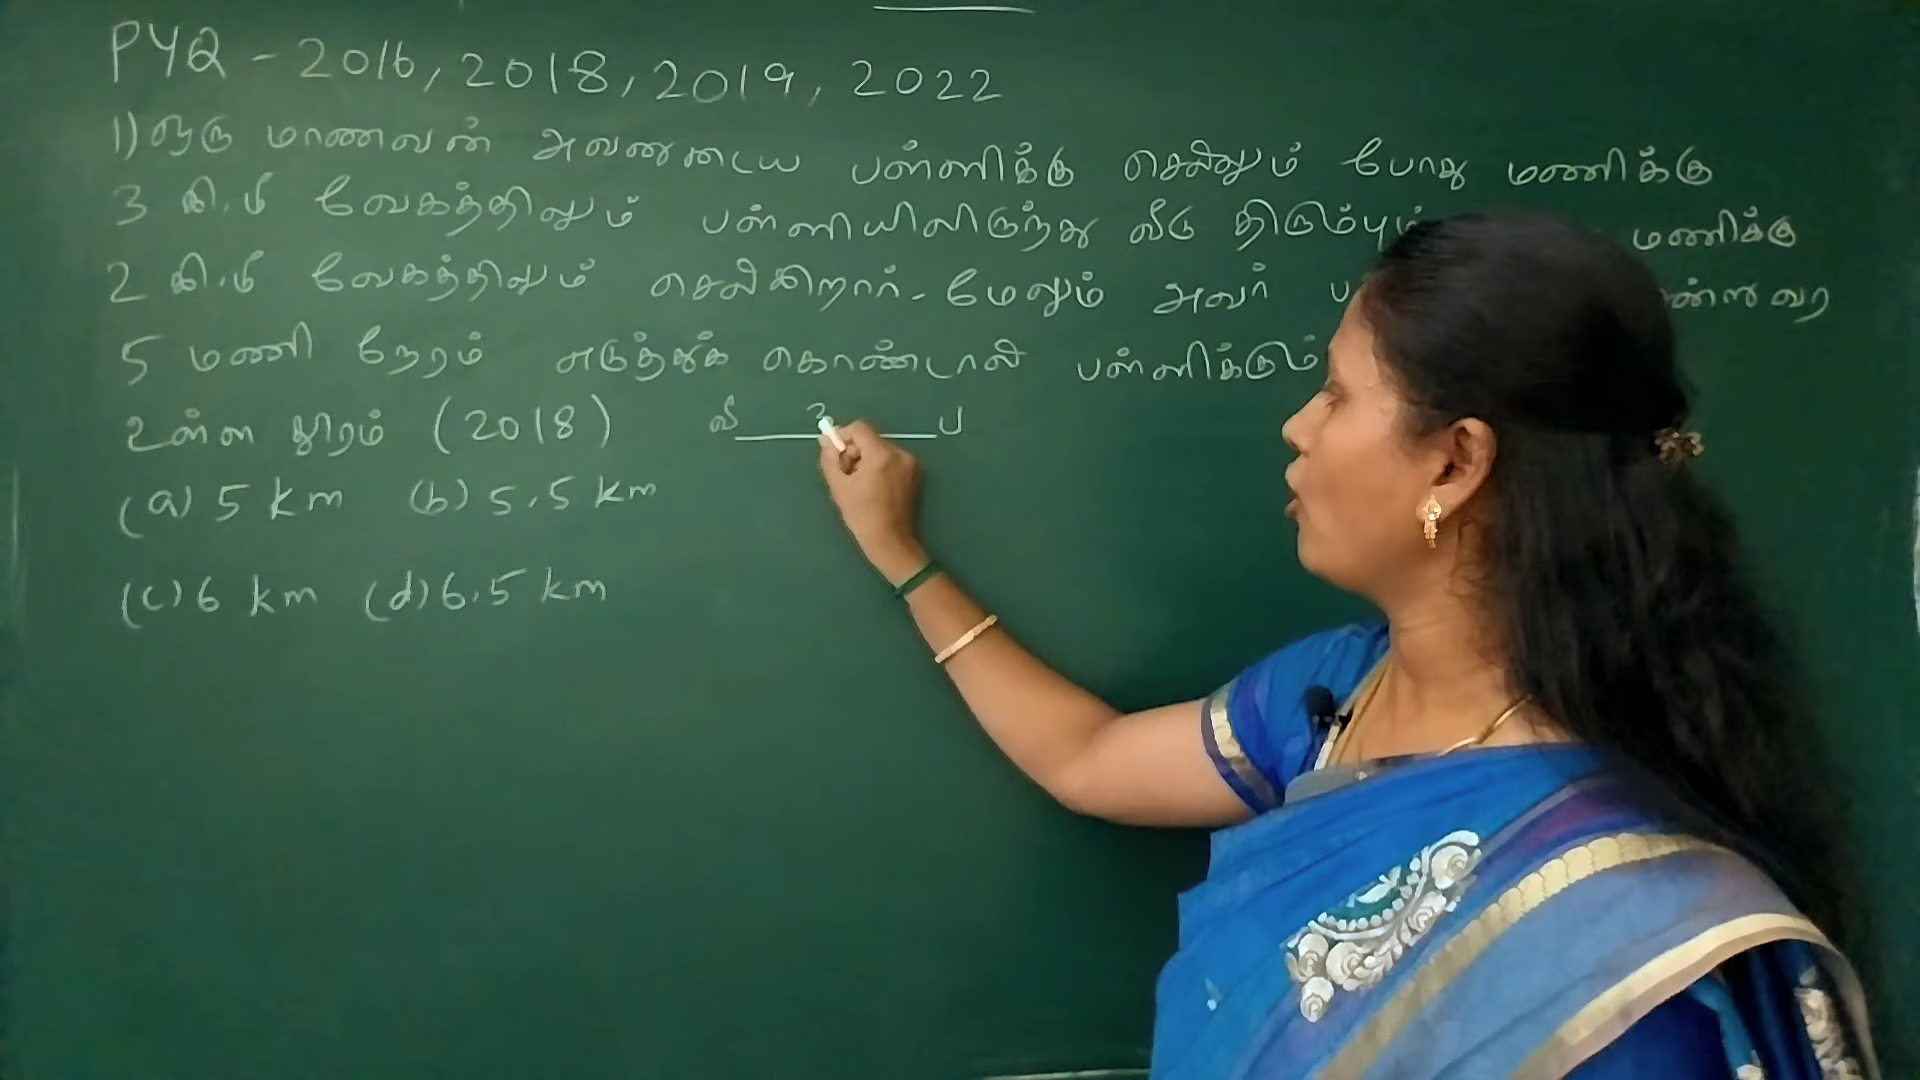 PYQ - 2016, 2018, 2019, 2022
1) ஒரு மாணவன் அவனுடைய பள்ளிக்கு செல்லும் போது மணிக்கு
3 கி.மீ வேகத்திலும் பள்ளியிலிருந்து வீடு திரும்பும் மணிக்கு
2 கி.மீ வேகத்திலும் செல்கிறார். மேலும் அவர்
5 மணி நேரம் எடுத்துக் கொண்டால் பள்ளிக்கும்
உள்ள தூரம் (2018) வீ 3 ப
(a) 5 km (b) 5.5 km
(c) 6 km (d) 6.5 km